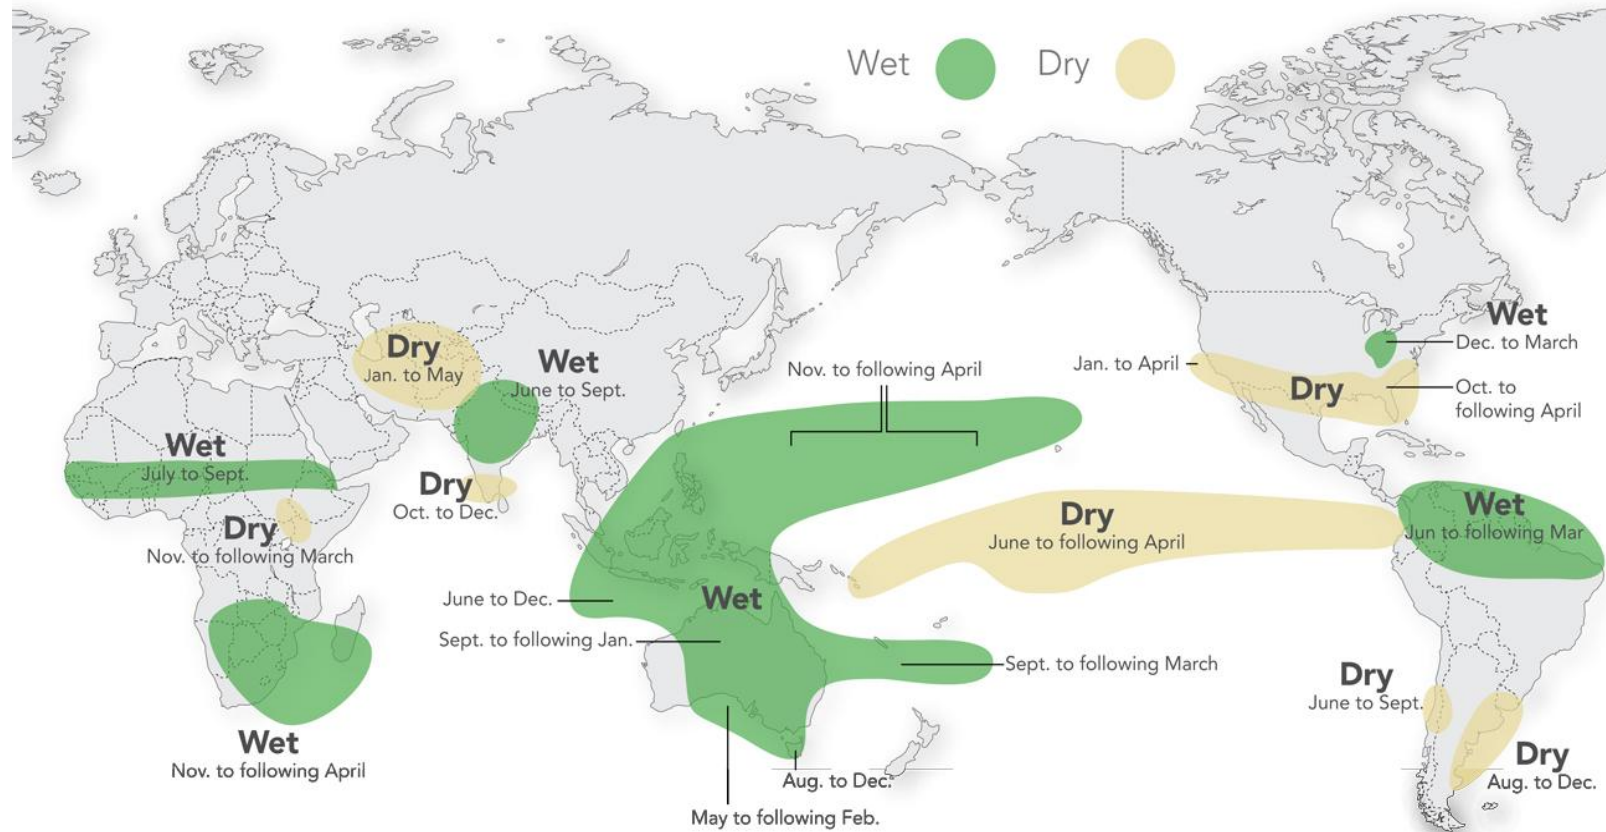 Wet
Dry
Dry
Jan. to May
Wet
June to Sept.
Nov. to following April
Jan. to April
Dry
Wet
Dec. to March
Oct. to
following April
Wet
July to Sept.
Dry
Oct. to Dec.
Dry
Nov. to following March
Dry
June to following April
Wet
Jun to following Mar
June to Dec.
Wet
Sept. to following Jan.
Sept. to following March
Dry
June to Sept.
Wet
Nov. to following April
Aug. to Dec.
Dry
Aug. to Dec.
May to following Feb.